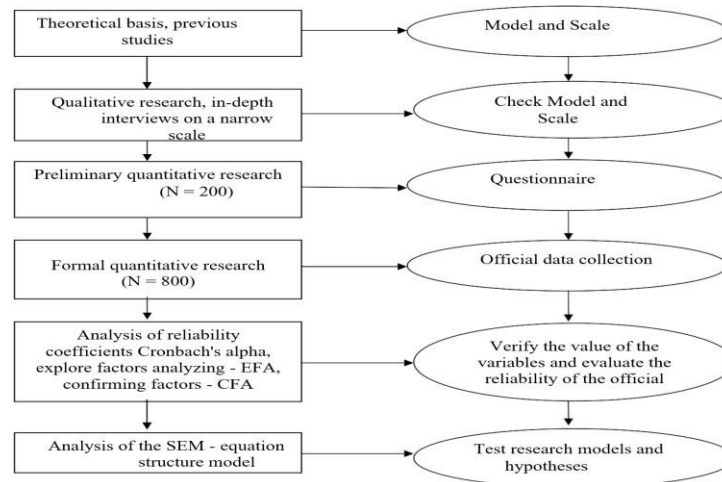 Theoretical basis, previous
studies
Model and Scale
Qualitative research, in-depth
interviews on a narrow
scale
Check Model and
Scale
Preliminary quantitative research
(N = 200)
Questionnaire
Formal quantitative research
(N = 800)
Official data collection
Analysis of reliability
coefficients Cronbach's alpha,
explore factors analyzing - EFA,
confirming factors - CFA
Verify the value of the
variables and evaluate the
reliability of the official
Analysis of the SEM - equation
structure model
Test research models and
hypotheses